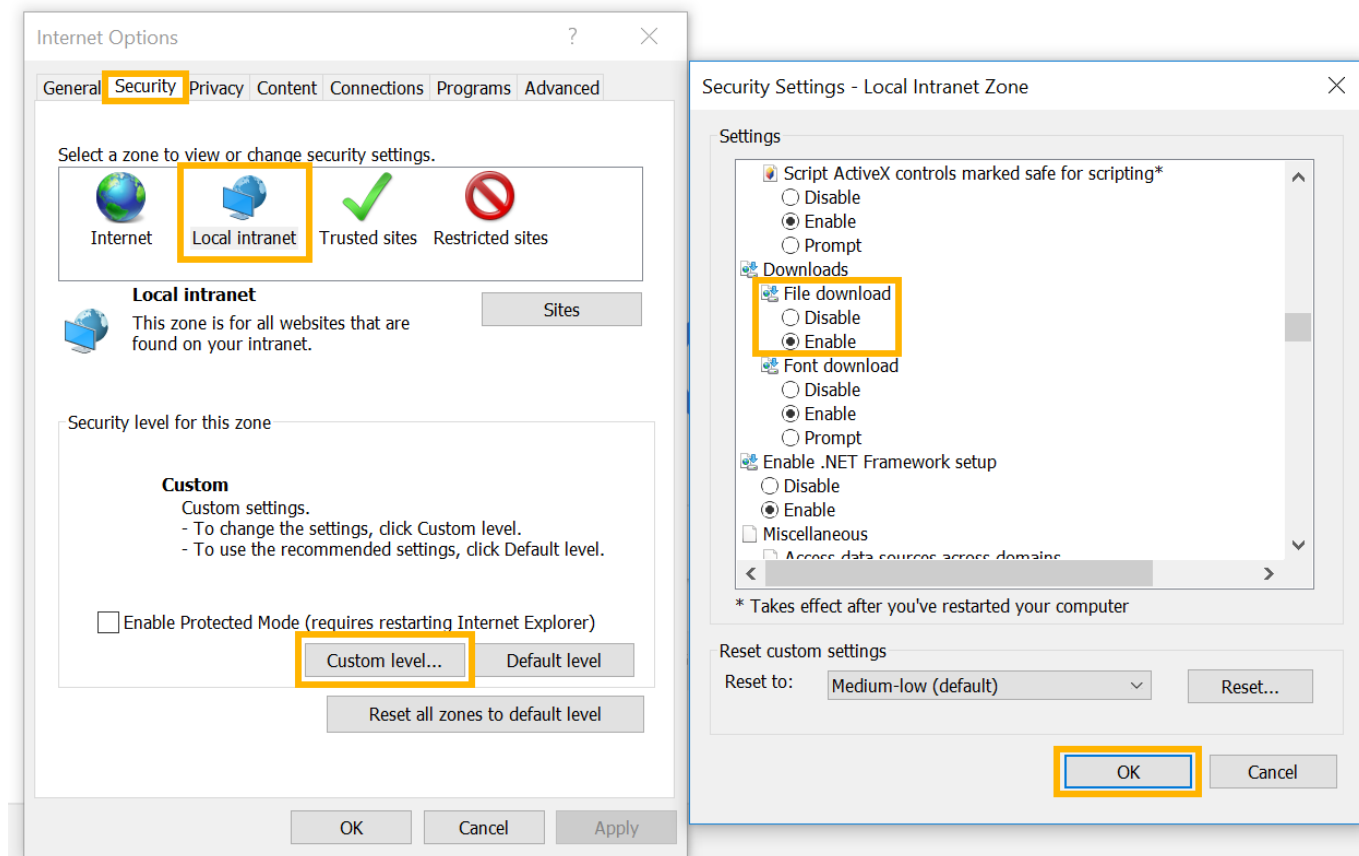 Internet Options
?
General Security Privacy Content Connections Programs Advanced
Select a zone to view or change security settings.
Internet Local intranet Trusted sites Restricted sites
Local intranet
This zone is for all websites that are
found on your intranet.
Sites
Security level for this zone
Custom
Custom settings.
- To change the settings, click Custom level.
- To use the recommended settings, click Default level.
Enable Protected Mode (requires restarting Internet Explorer)
Custom level... Default level
Reset all zones to default level
OK Cancel Apply
Security Settings - Local Intranet Zone
Settings
Script ActiveX controls marked safe for scripting*
Disable
Enable
Prompt
Downloads
File download
Disable
Enable
Font download
Disable
Enable
Prompt
Enable .NET Framework setup
Disable
Enable
Miscellaneous
Access data sources across domains
* Takes effect after you've restarted your computer
Reset custom settings
Reset to: Medium-low (default) Reset...
OK Cancel